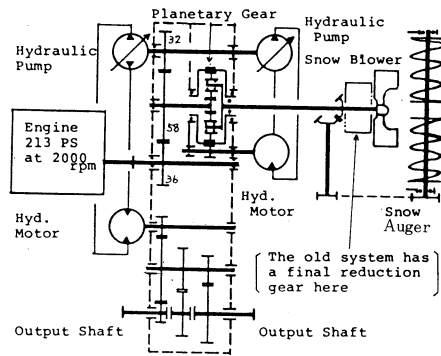 Planetary Gear
Hydraulic
Pump
32
Hydraulic
Pump
Snow Blower
58
Engine
213 PS
at 2000
rpm
36
Hyd.
Motor
Hyd.
Motor
Snow
Auger
The old system has
a final reduction
gear here
Output Shaft
Output Shaft